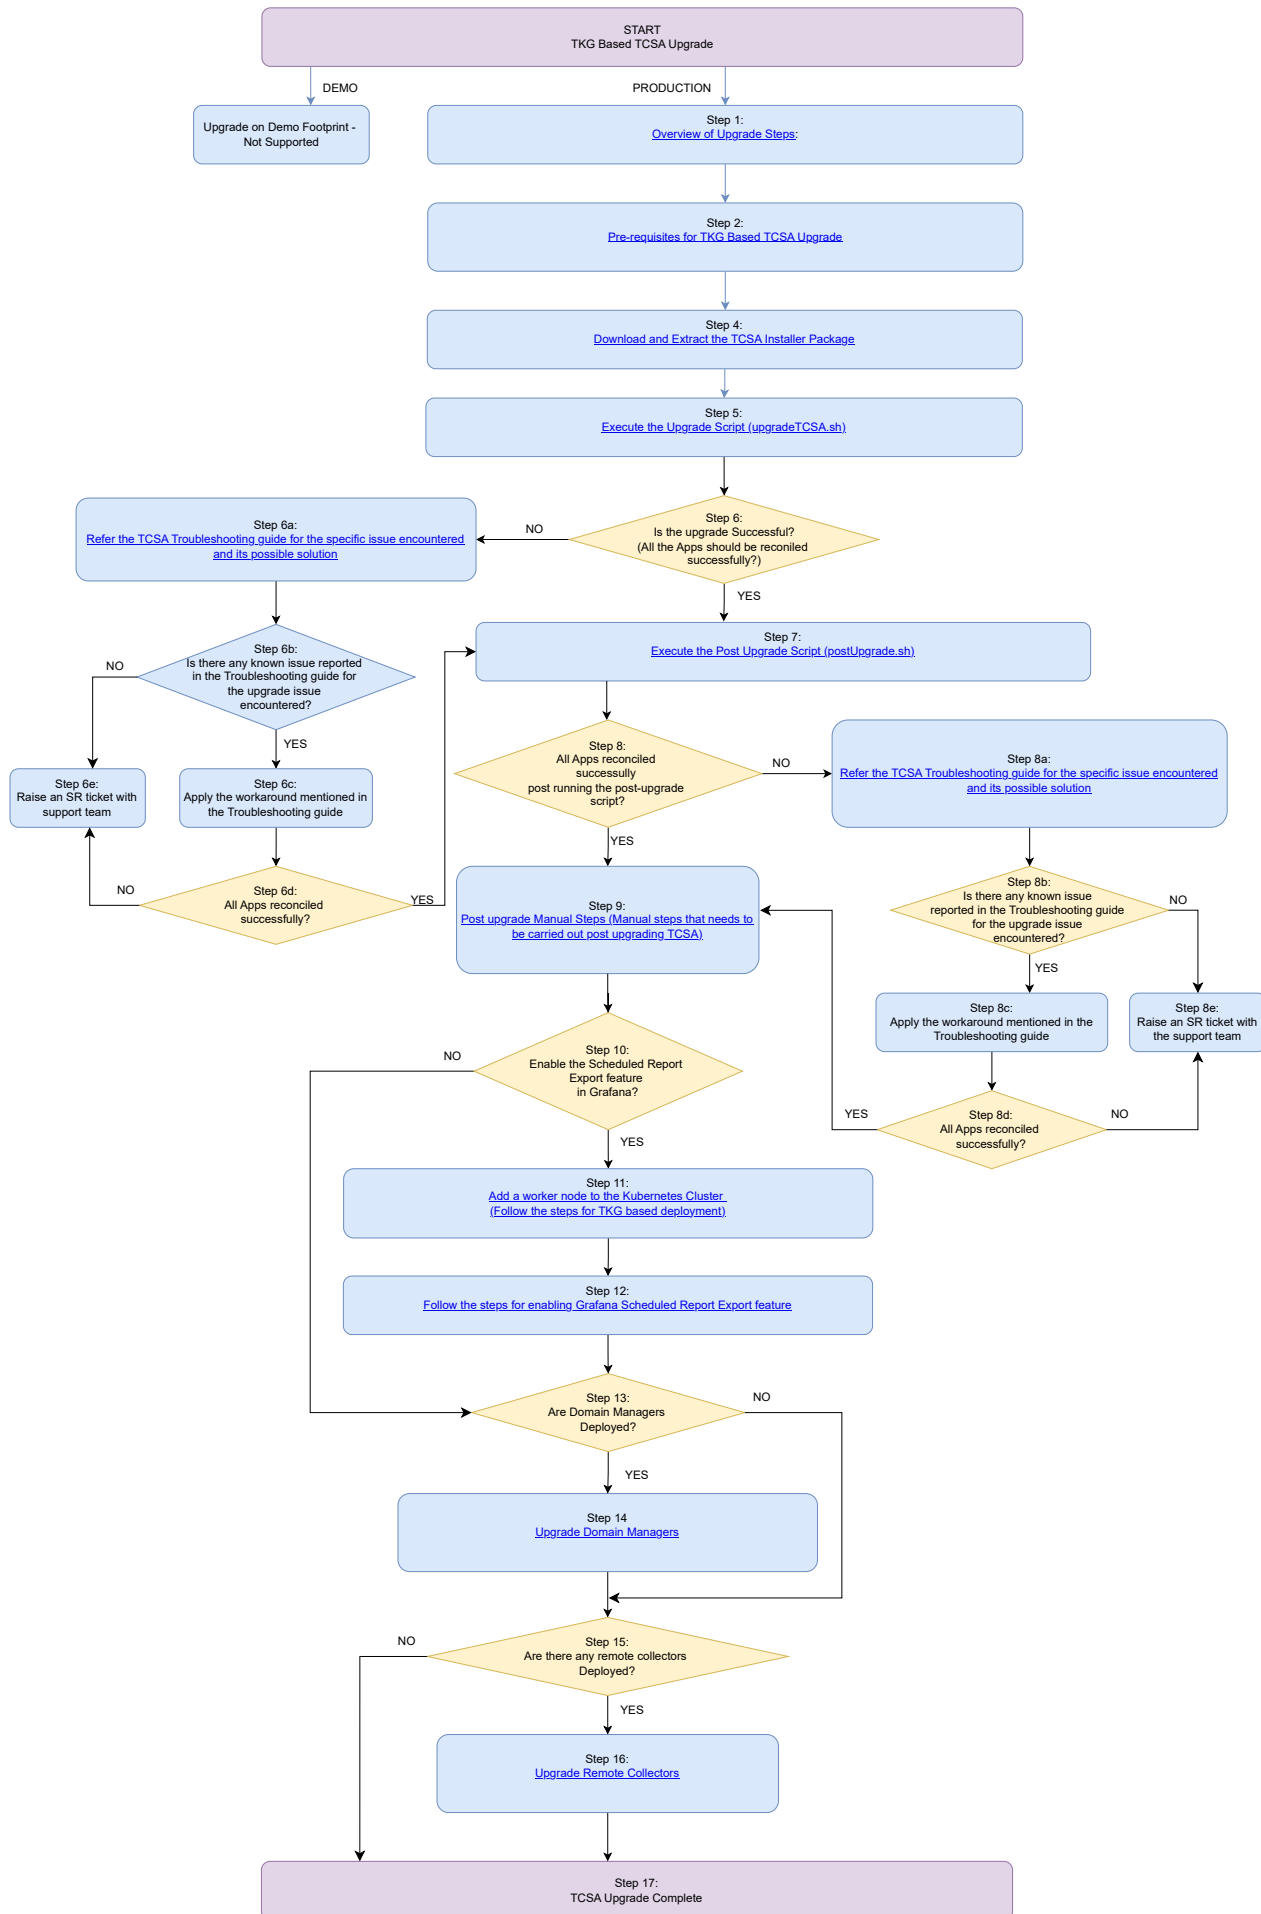 START
TKG Based TCSA Upgrade
DEMO
PRODUCTION
Upgrade on Demo Footprint -
Not Supported
Step 1:
Overview of Upgrade Steps:
Step 2:
Pre-requisites for TKG Based TCSA Upgrade
Step 4:
Download and Extract the TCSA Installer Package
Step 5:
Execute the Upgrade Script (upgradeTCSA.sh)
Step 6:
Is the upgrade Successful?
(All the Apps should be reconiled
successfully?)
NO
YES
Step 6a:
Refer the TCSA Troubleshooting guide for the specific issue encountered
and its possible solution
Step 6b:
Is there any known issue reported
in the Troubleshooting guide for
the upgrade issue
encountered?
NO
YES
Step 6e:
Raise an SR ticket with
support team
Step 6c:
Apply the workaround mentioned in
the Troubleshooting guide
Step 6d:
All Apps reconciled
successfully?
NO
YES
Step 7:
Execute the Post Upgrade Script (postUpgrade.sh)
Step 8:
All Apps reconciled
successully
post running the post-upgrade
script?
NO
YES
Step 8a:
Refer the TCSA Troubleshooting guide for the specific issue encountered
and its possible solution
Step 8b:
Is there any known issue
reported in the Troubleshooting guide
for the upgrade issue
encountered?
NO
YES
Step 8c:
Apply the workaround mentioned in the
Troubleshooting guide
Step 8e:
Raise an SR ticket with
the support team
Step 8d:
All Apps reconciled
successfully?
YES
NO
Step 9:
Post upgrade Manual Steps (Manual steps that needs to
be carried out post upgrading TCSA)
Step 10:
Enable the Scheduled Report
Export feature
in Grafana?
NO
YES
Step 11:
Add a worker node to the Kubernetes Cluster
(Follow the steps for TKG based deployment)
Step 12:
Follow the steps for enabling Grafana Scheduled Report Export feature
Step 13:
Are Domain Managers
Deployed?
NO
YES
Step 14
Upgrade Domain Managers
Step 15:
Are there any remote collectors
Deployed?
NO
YES
Step 16:
Upgrade Remote Collectors
Step 17:
TCSA Upgrade Complete